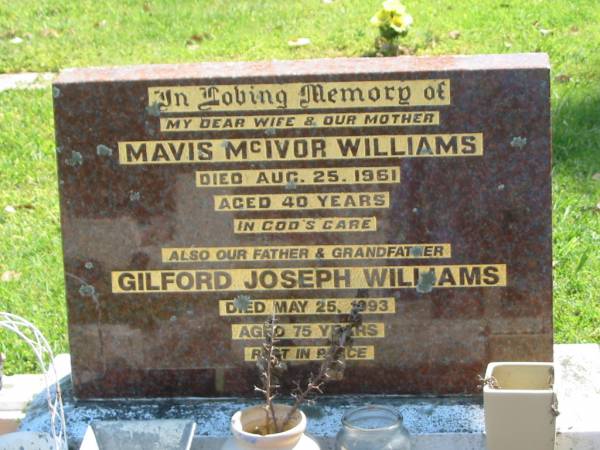 In Loving Memory of
MY DEAR WIFE & OUR MOTHER
MAVIS McIVOR WILLIAMS
DIED AUG. 25. 1961
AGED 40 YEARS
IN GOD'S CARE
ALSO OUR FATHER & GRANDFATHER
GILFORD JOSEPH WILLIAMS
DIED MAY 25. 1993
AGED 75 YEARS
REST IN PEACE